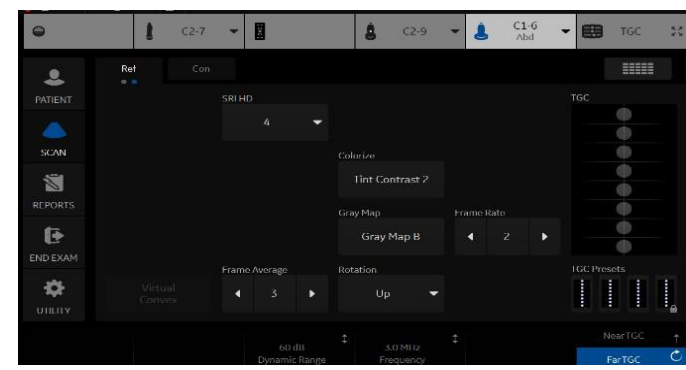 C2-7
C2-9
C1-6
Abd
TGC
Ref
Con
PATIENT
SCAN
REPORTS
END EXAM
UTILITY
SRI HD
4
TGC
Colorize
Tint Contrast 2
Gray Map
Frame Rate
Gray Map B
2
Frame Average
Rotation
TGC Presets
Virtual
Convex
3
Up
60 dB
Dynamic Range
3.0 MHz
Frequency
NearTGC
FarTGC